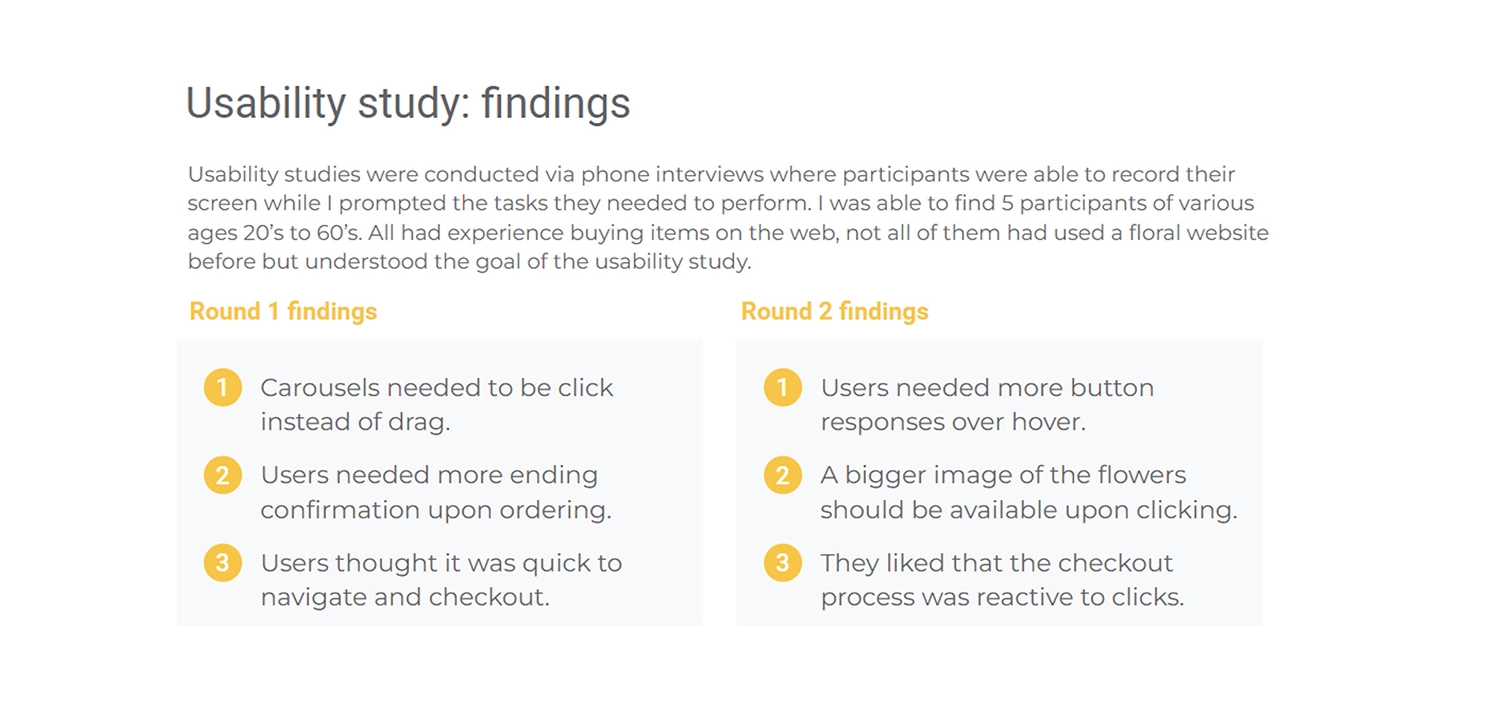 Usability study: findings
Usability studies were conducted via phone interviews where participants were able to record their
screen while I prompted the tasks they needed to perform. I was able to find 5 participants of various
ages 20’s to 60’s. All had experience buying items on the web, not all of them had used a floral website
before but understood the goal of the usability study.
Round 1 findings
1 Carousels needed to be click
instead of drag.
2 Users needed more ending
confirmation upon ordering.
3 Users thought it was quick to
navigate and checkout.
Round 2 findings
1 Users needed more button
responses over hover.
2 A bigger image of the flowers
should be available upon clicking.
3 They liked that the checkout
process was reactive to clicks.